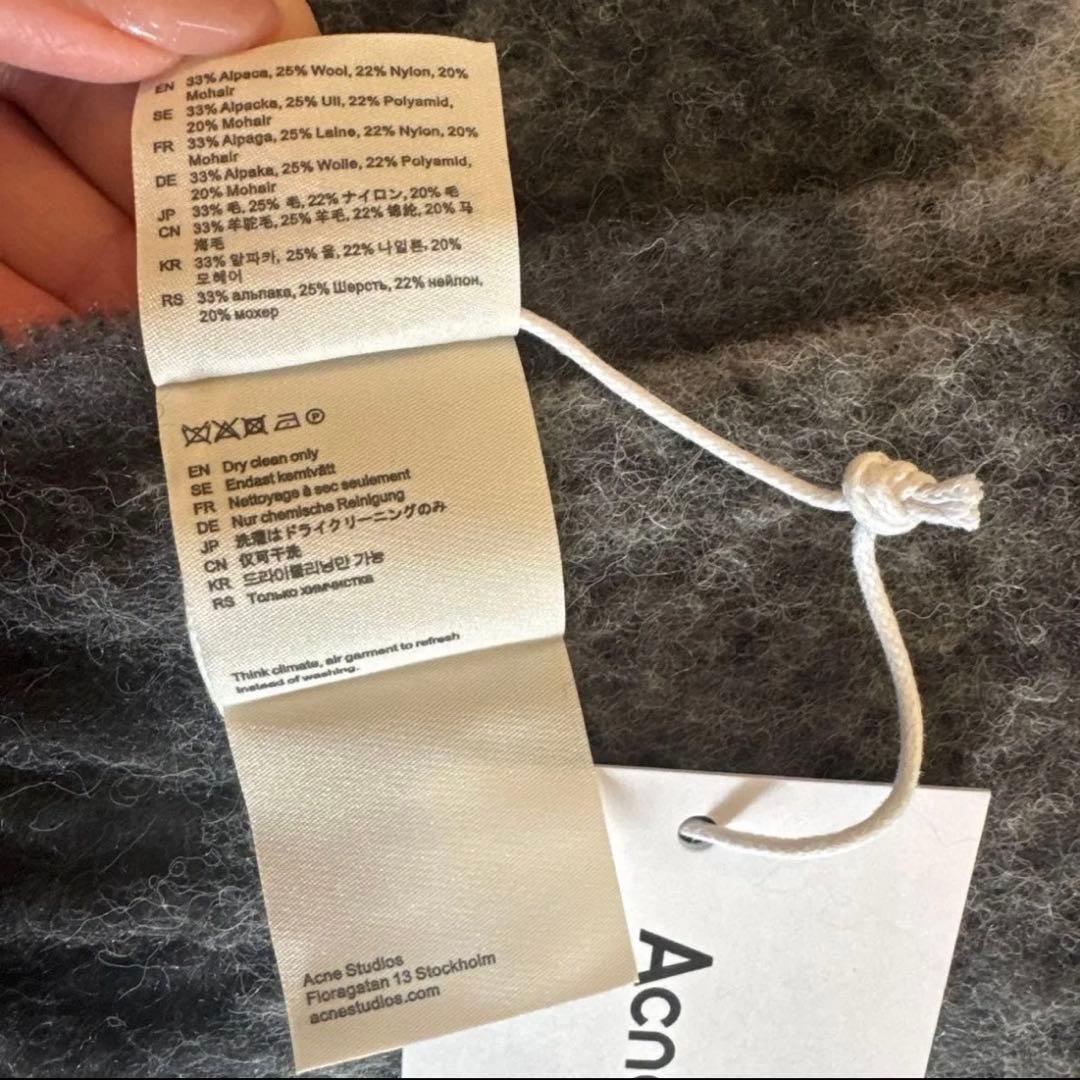 EN 33% Alpaca, 25% Wool, 22% Nylon, 20%
Mohair
SE 33% Alpacka, 25% Ull, 22% Polyamid,
20% Mohair
FR 33% Alpaga, 25% Laine, 22% Nylon, 20%
Mohair
DE 33% Alpaka, 25% Wolle, 22% Polyamid,
20% Mohair
JP 33% 毛, 25% 毛, 22% ナイロン, 20% 毛
CN 33% 羊驼毛, 25% 羊毛, 22% 锦纶, 20% 马
海毛
KR 33% 알파카, 25% 울, 22% 나일론, 20%
모헤어
RS 33% альпака, 25% Шерсть, 22% нейлон,
20% мохер
P
EN Dry clean only
SE Endast kemtvätt
FR Nettoyage à sec seulement
DE Nur chemische Reinigung
JP 洗濯はドライクリーニングのみ
CN 仅可干洗
KR 드라이클리닝만 가능
RS Только химчистка
Think climate, air garment to refresh
instead of washing.
Acne Studios
Floragatan 13 Stockholm
acnestudios.com
Acne